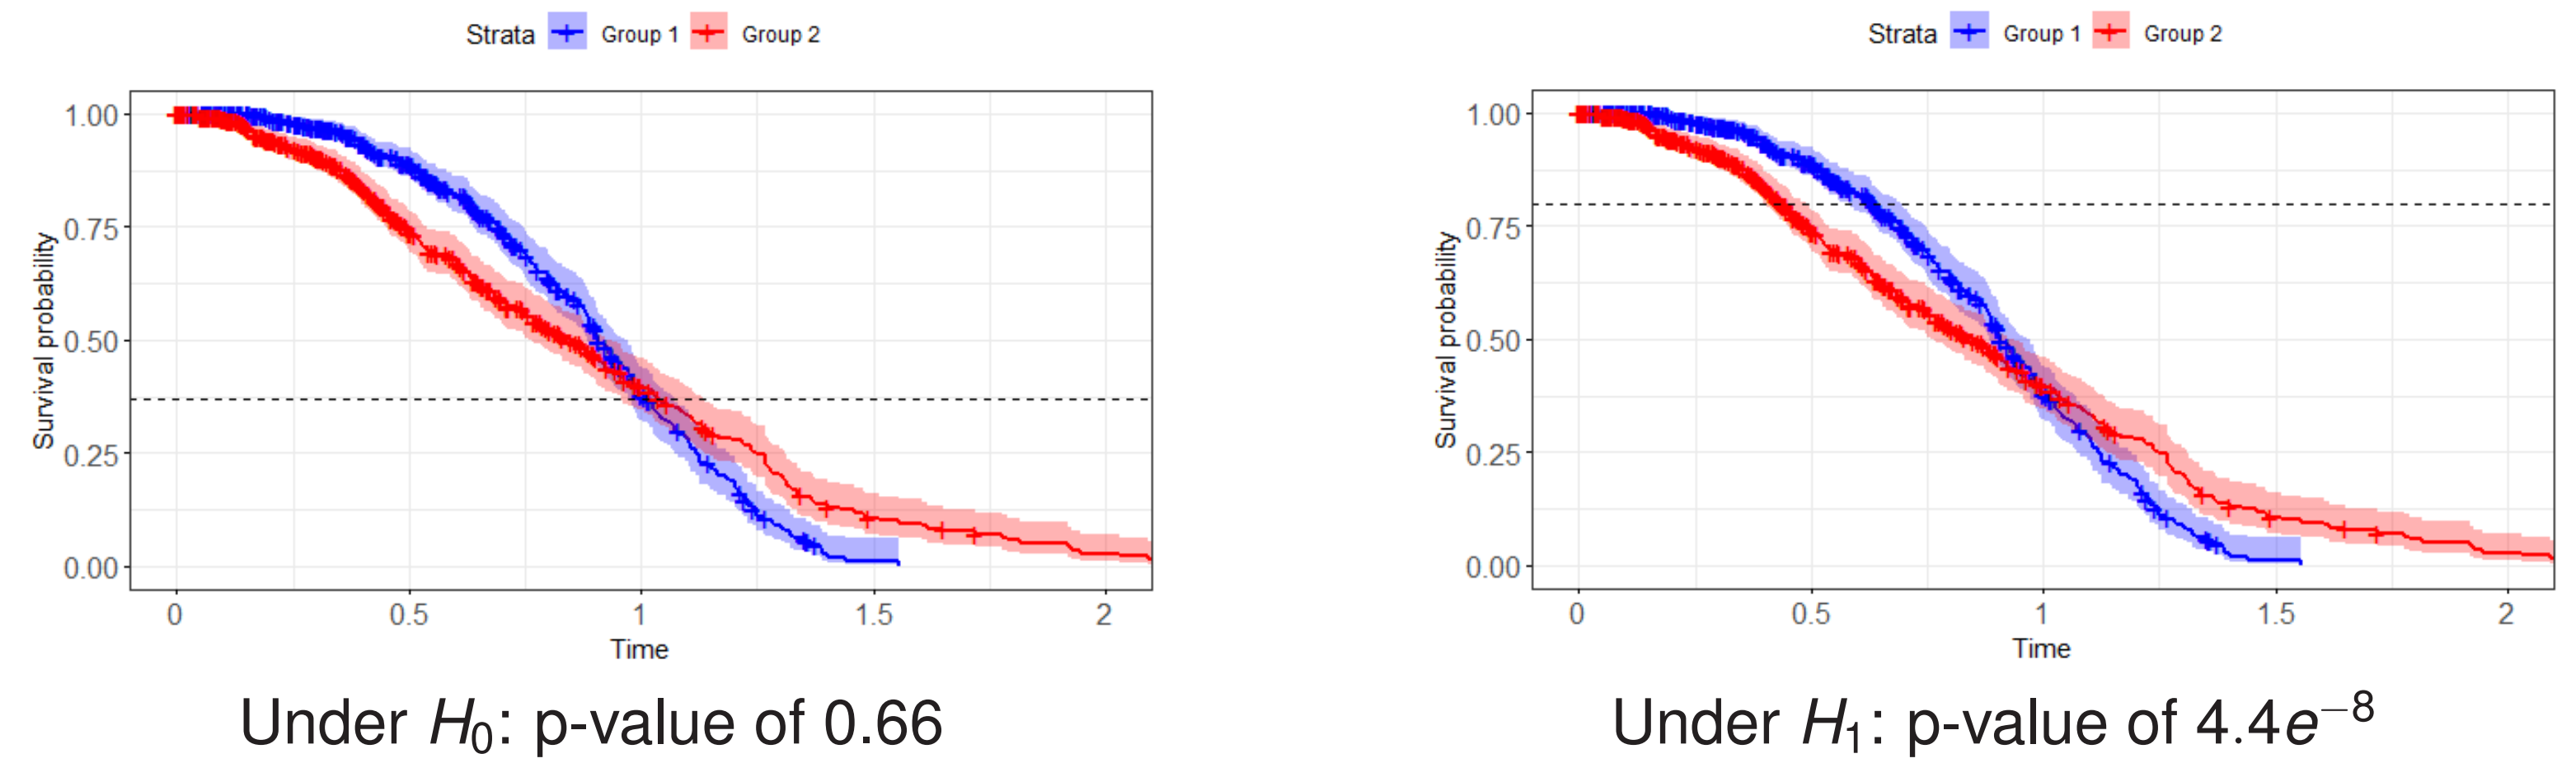 Strata Group 1 Group 2
Survival probability
1.00
0.75
0.50
0.25
0.00
0 0.5 1 1.5 2
Time
Under H₀: p-value of 0.66
Strata Group 1 Group 2
Survival probability
1.00
0.75
0.50
0.25
0.00
0 0.5 1 1.5 2
Time
Under H₁: p-value of 4.4e⁻⁸